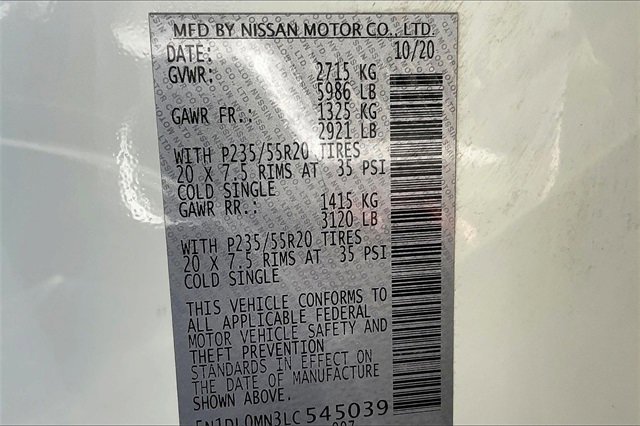 MFD BY NISSAN MOTOR CO., LTD.
DATE: 10/20
GVWR: 2715 KG
5986 LB
GAWR FR.: 1325 KG
2921 LB
WITH P235/55R20 TIRES
20 X 7.5 RIMS AT 35 PSI
COLD SINGLE
GAWR RR.: 1415 KG
3120 LB
WITH P235/55R20 TIRES
20 X 7.5 RIMS AT 35 PSI
COLD SINGLE
THIS VEHICLE CONFORMS TO
ALL APPLICABLE FEDERAL
MOTOR VEHICLE SAFETY AND
THEFT PREVENTION
STANDARDS IN EFFECT ON
THE DATE OF MANUFACTURE
SHOWN ABOVE.
5N1DL0MN3LC545039